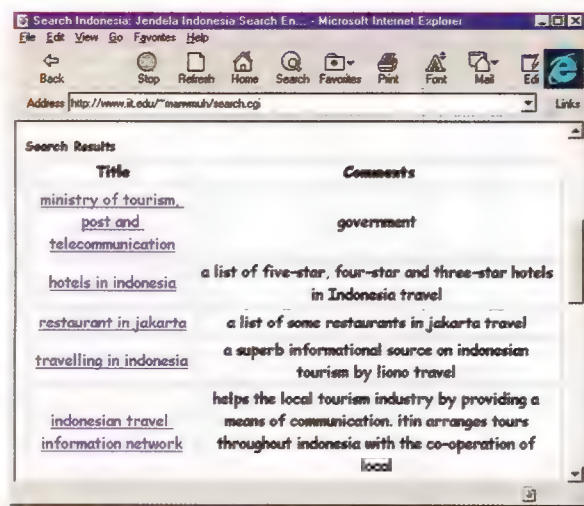 Search Indonesia: Jendela Indonesia Search En... - Microsoft Internet Explorer
File Edit View Go Favorites Help
Back Stop Refresh Home Search Favorites Print Font Mail Edi
Address http://www.iit.edu/~marwmuh/search.cgi Links
Search Results
Title Comments
ministry of tourism, post and telecommunication
government
hotels in indonesia
a list of five-star, four-star and three-star hotels
in Indonesia travel
restaurant in jakarta a list of some restaurants in jakarta travel
travelling in indonesia
a superb informational source on indonesian
tourism by liono travel
indonesian travel
information network
helps the local tourism industry by providing a
means of communication. itin arranges tours
throughout indonesia with the co-operation of
local